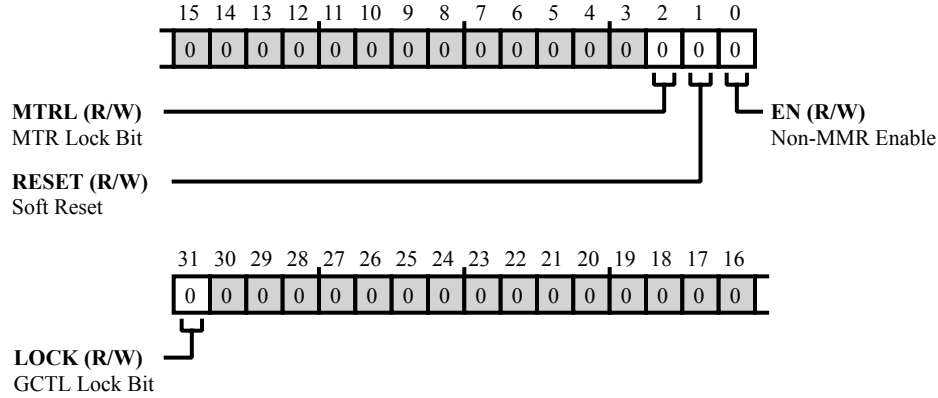 15 14 13 12 11 10 9 8 7 6 5 4 3 2 1 0
0 0 0 0 0 0 0 0 0 0 0 0 0 0 0 0
MTRL (R/W)
MTR Lock Bit
EN (R/W)
Non-MMR Enable
RESET (R/W)
Soft Reset
31 30 29 28 27 26 25 24 23 22 21 20 19 18 17 16
0 0 0 0 0 0 0 0 0 0 0 0 0 0 0 0
LOCK (R/W)
GCTL Lock Bit